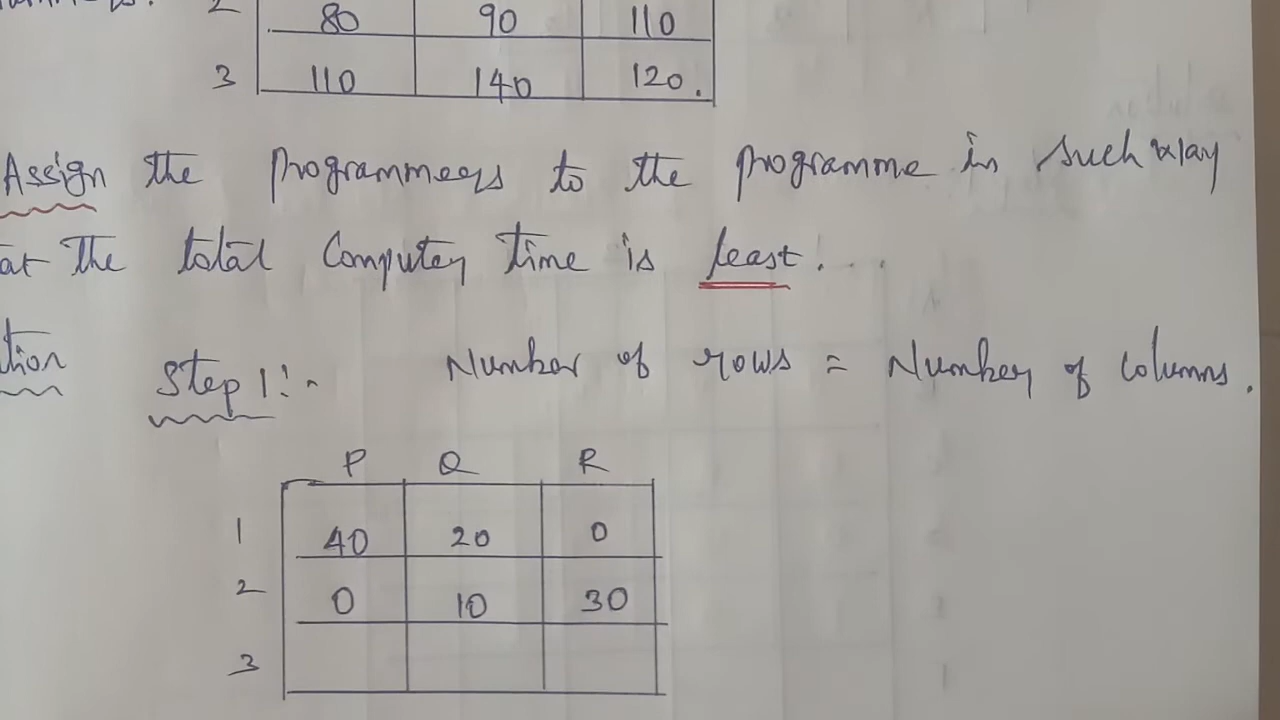 2 80 90 110
3 110 140 120.
Assign the programmers to the programme in such way
at the total Computer time is least.
tion Step 1:- Number of rows = Number of columns.
P Q R
1 40 20 0
2 0 10 30
3